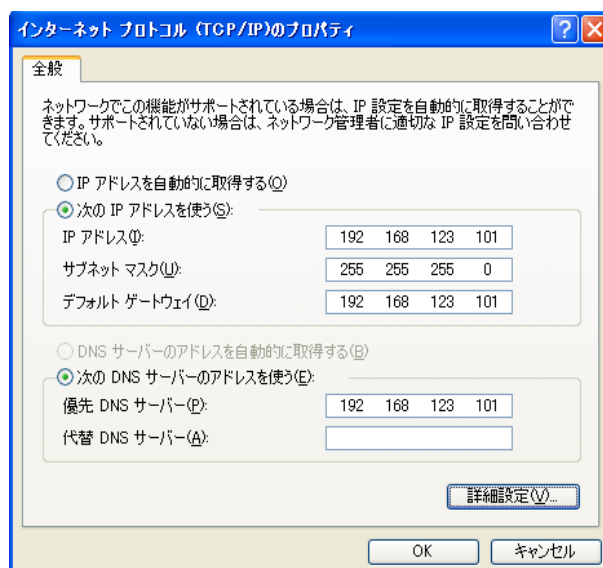 インターネット プロトコル (TCP/IP)のプロパティ
全般
ネットワークでこの機能がサポートされている場合は、IP 設定を自動的に取得することがで
きます。サポートされていない場合は、ネットワーク管理者に適切な IP 設定を問い合わせ
てください。
IP アドレスを自動的に取得する(O)
次の IP アドレスを使う(S):
IP アドレス(I): 192 168 123 101
サブネット マスク(U): 255 255 255 0
デフォルト ゲートウェイ(D): 192 168 123 101
DNS サーバーのアドレスを自動的に取得する(B)
次の DNS サーバーのアドレスを使う(E):
優先 DNS サーバー(P): 192 168 123 101
代替 DNS サーバー(A):
詳細設定(V)...
OK キャンセル